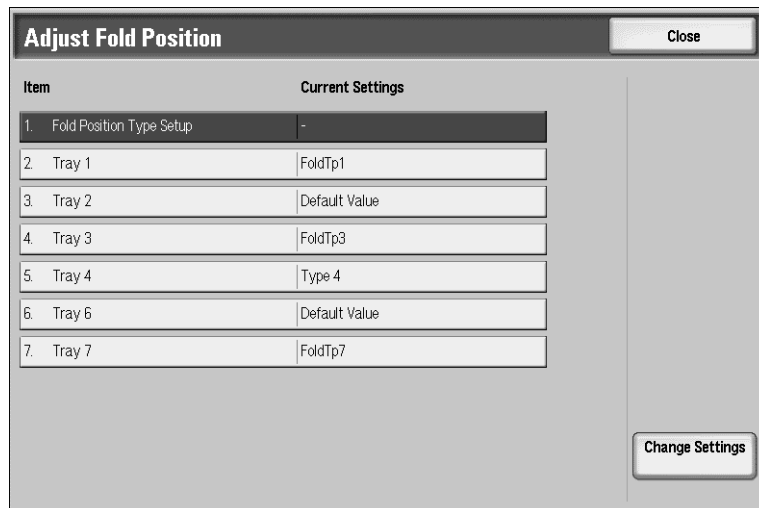 Adjust Fold Position Close
Item Current Settings
1. Fold Position Type Setup -
2. Tray 1 FoldTp1
3. Tray 2 Default Value
4. Tray 3 FoldTp3
5. Tray 4 Type 4
6. Tray 6 Default Value
7. Tray 7 FoldTp7
Change Settings